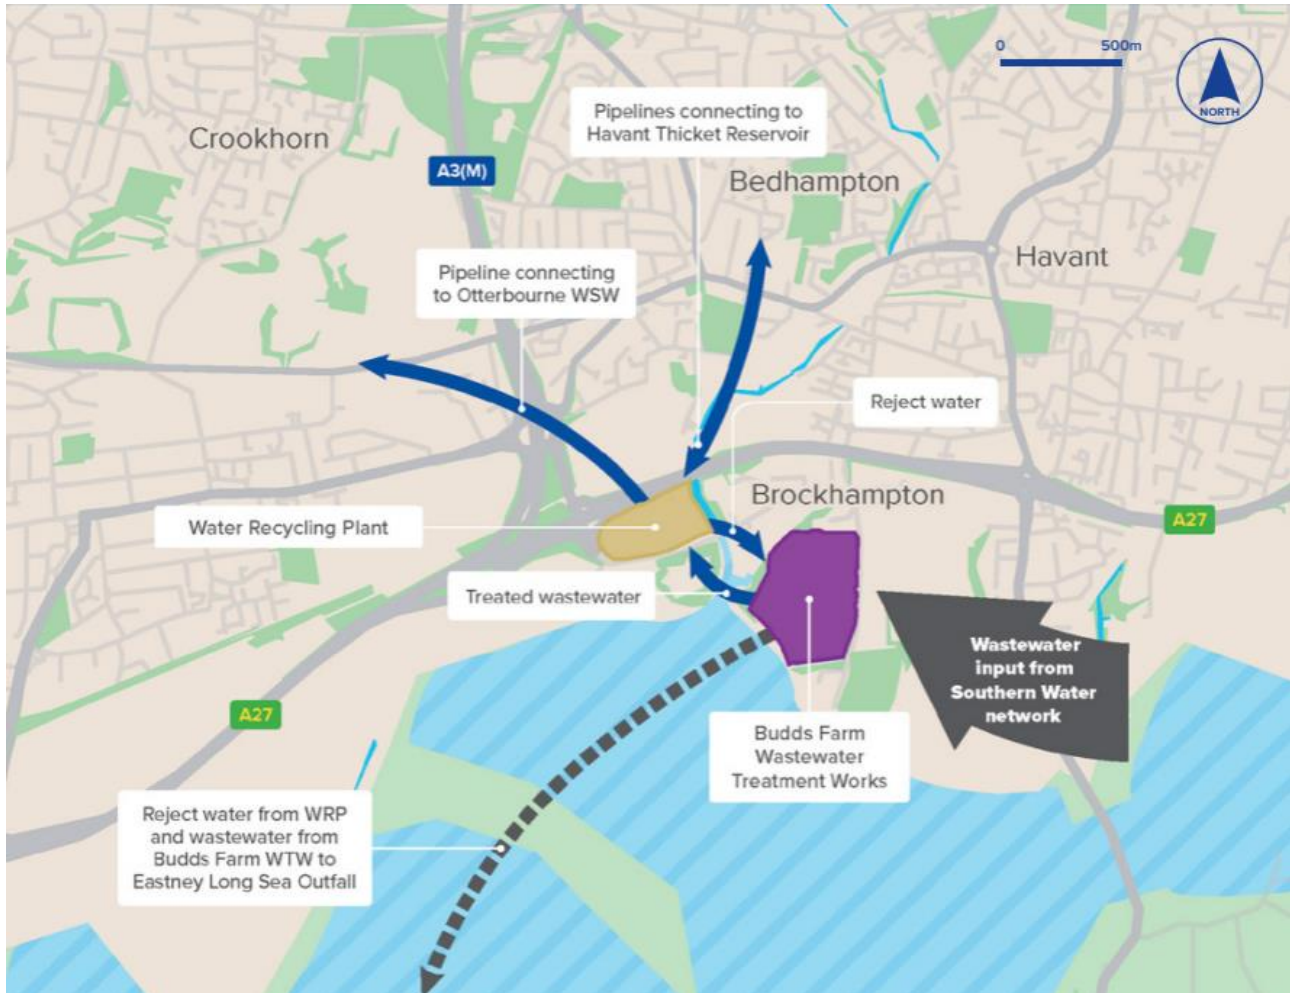 0 500m
NORTH
Pipelines connecting to
Havant Thicket Reservoir
Crookhorn
A3(M)
Bedhampton
Havant
Pipeline connecting
to Otterbourne WSW
Reject water
Brockhampton
Water Recycling Plant
A27
Treated wastewater
Wastewater
input from
Southern Water
network
A27
Budds Farm
Wastewater
Treatment Works
Reject water from WRP
and wastewater from
Budds Farm WTW to
Eastney Long Sea Outfall